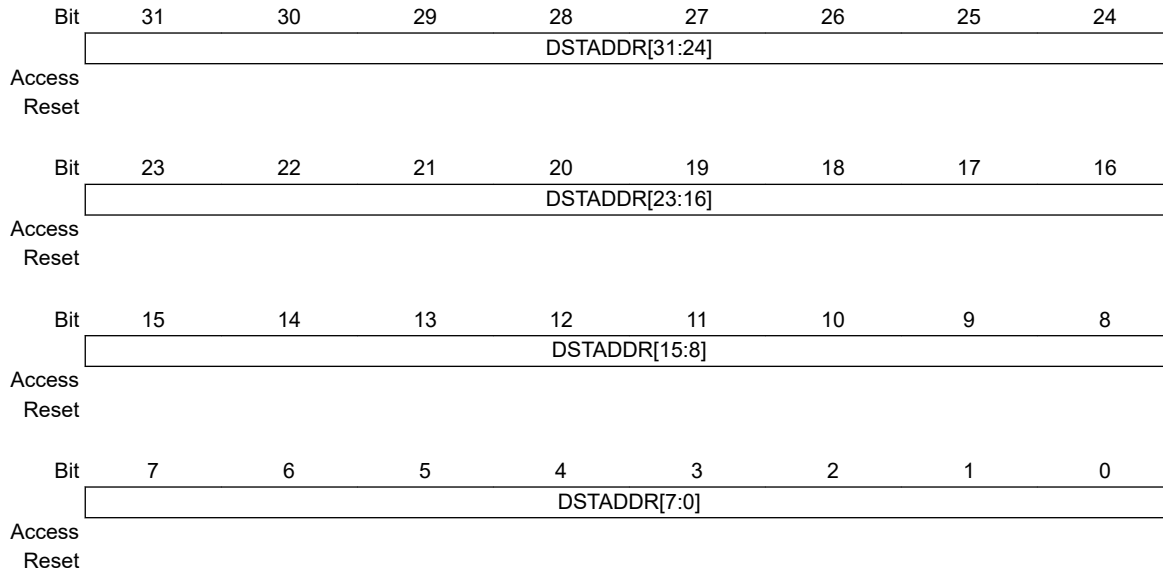 Bit 31 30 29 28 27 26 25 24
DSTADDR[31:24]
Access
Reset
Bit 23 22 21 20 19 18 17 16
DSTADDR[23:16]
Access
Reset
Bit 15 14 13 12 11 10 9 8
DSTADDR[15:8]
Access
Reset
Bit 7 6 5 4 3 2 1 0
DSTADDR[7:0]
Access
Reset